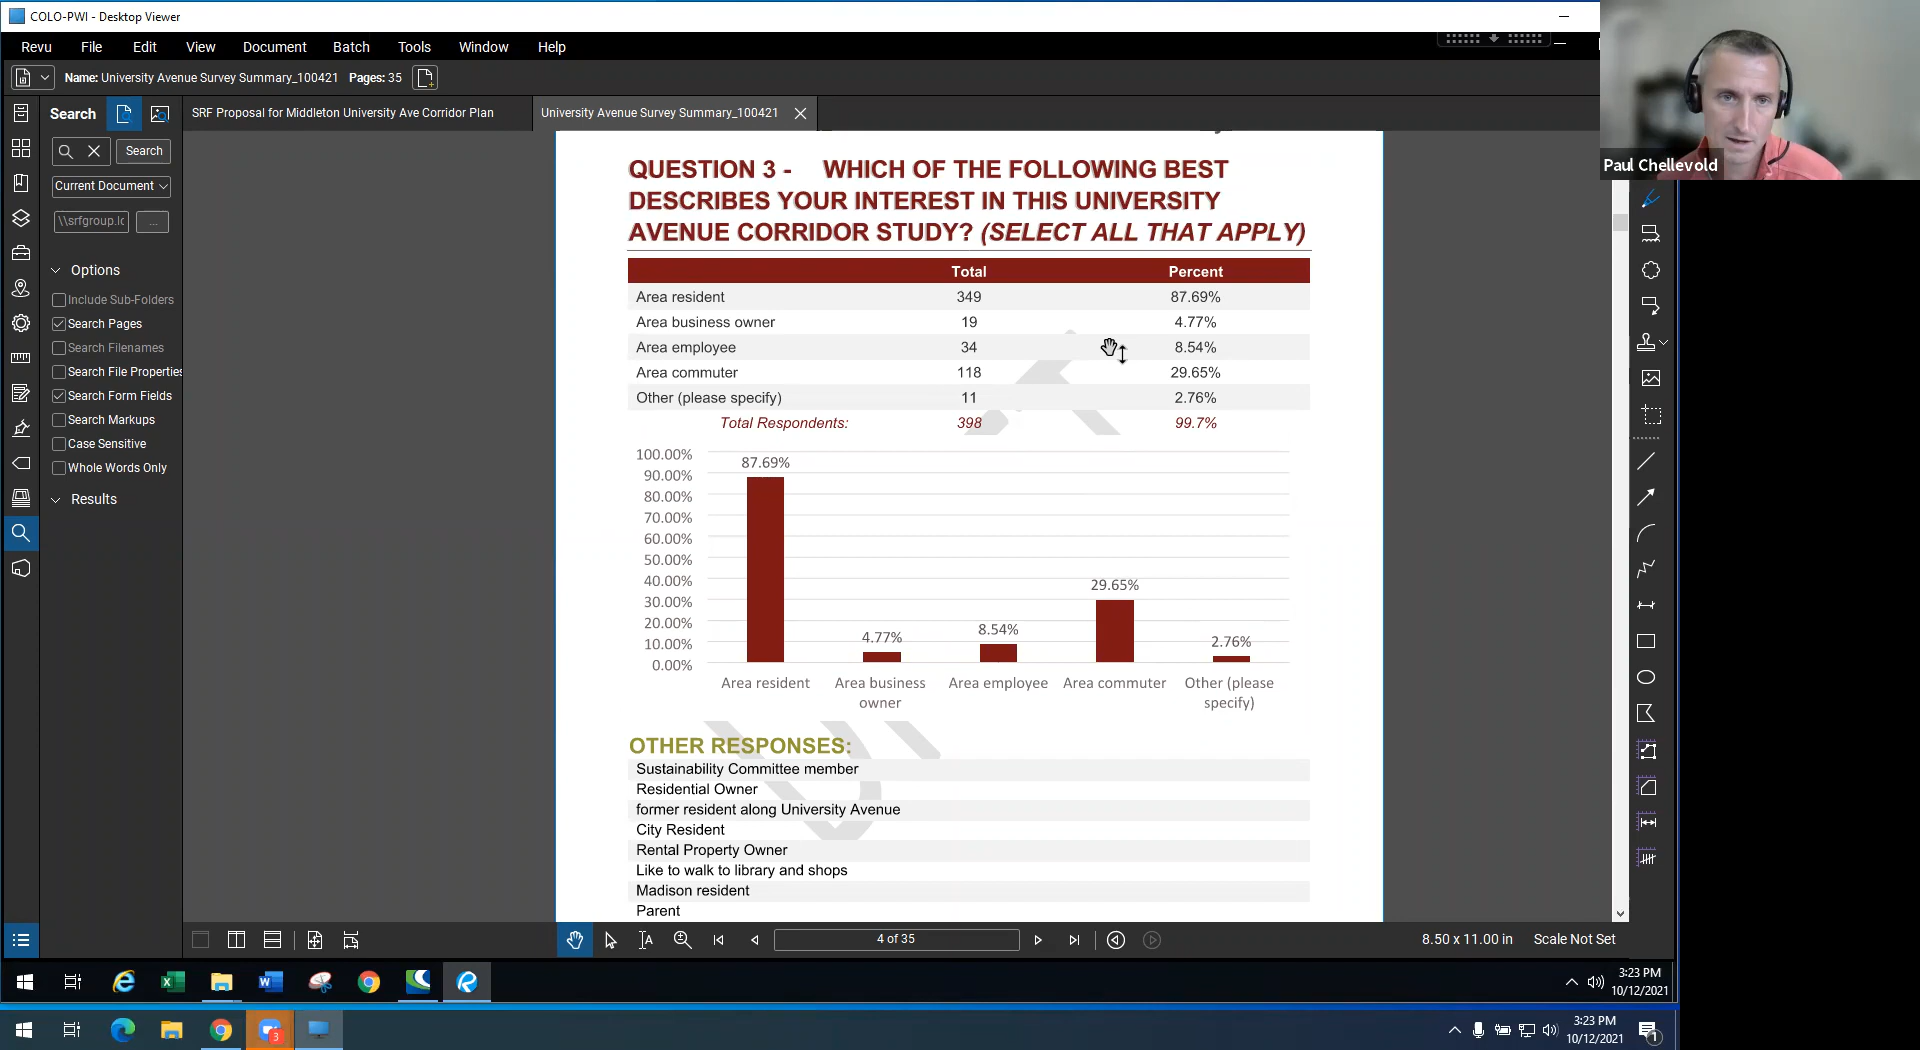 COLO-PWI - Desktop Viewer
Revu File Edit View Document Batch Tools Window Help
Name: University Avenue Survey Summary_100421 Pages: 35
Search
SRF Proposal for Middleton University Ave Corridor Plan
University Avenue Survey Summary_100421
Search
Current Document
\\srfgroup.lc
...
Options
Include Sub-Folders
Search Pages
Search Filenames
Search File Properties
Search Form Fields
Search Markups
Case Sensitive
Whole Words Only
Results
Paul Chellevold
QUESTION 3 - WHICH OF THE FOLLOWING BEST
DESCRIBES YOUR INTEREST IN THIS UNIVERSITY
AVENUE CORRIDOR STUDY? (SELECT ALL THAT APPLY)
Total Percent
Area resident 349 87.69%
Area business owner 19 4.77%
Area employee 34 8.54%
Area commuter 118 29.65%
Other (please specify) 11 2.76%
Total Respondents: 398 99.7%
100.00%
90.00%
80.00%
70.00%
60.00%
50.00%
40.00%
30.00%
20.00%
10.00%
0.00%
87.69%
4.77%
8.54%
29.65%
2.76%
Area resident
Area business
owner
Area employee
Area commuter
Other (please
specify)
OTHER RESPONSES:
Sustainability Committee member
Residential Owner
former resident along University Avenue
City Resident
Rental Property Owner
Like to walk to library and shops
Madison resident
Parent
4 of 35
8.50 x 11.00 in Scale Not Set
3:23 PM
10/12/2021
3
3:23 PM
10/12/2021
1